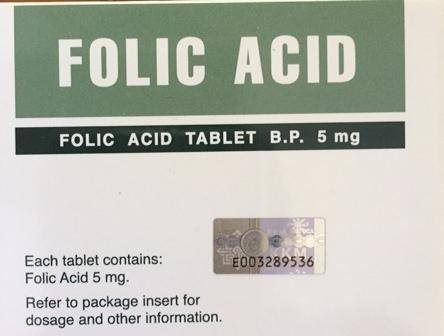 FOLIC ACID
FOLIC ACID TABLET B.P. 5 mg
E003289536
Each tablet contains:
Folic Acid 5 mg.
Refer to package insert for
dosage and other information.